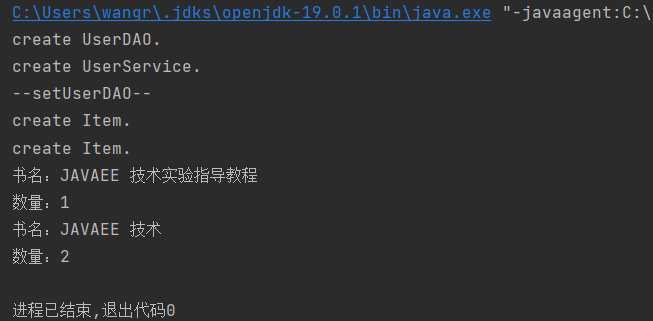 C:\Users\wangr\.jdks\openjdk-19.0.1\bin\java.exe "-javaagent:C:\
create UserDAO.
create UserService.
--setUserDAO--
create Item.
create Item.
书名：JAVAEE 技术实验指导教程
数量：1
书名：JAVAEE 技术
数量：2
进程已结束,退出代码0